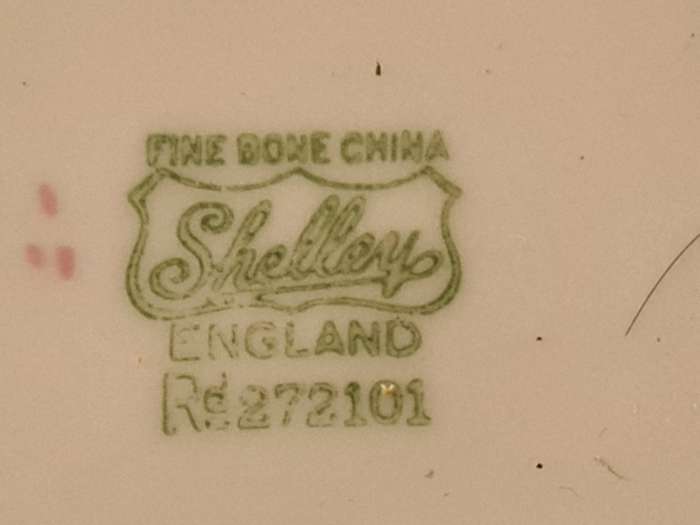 FINE BONE CHINA
Shelley
ENGLAND
Rd 272101